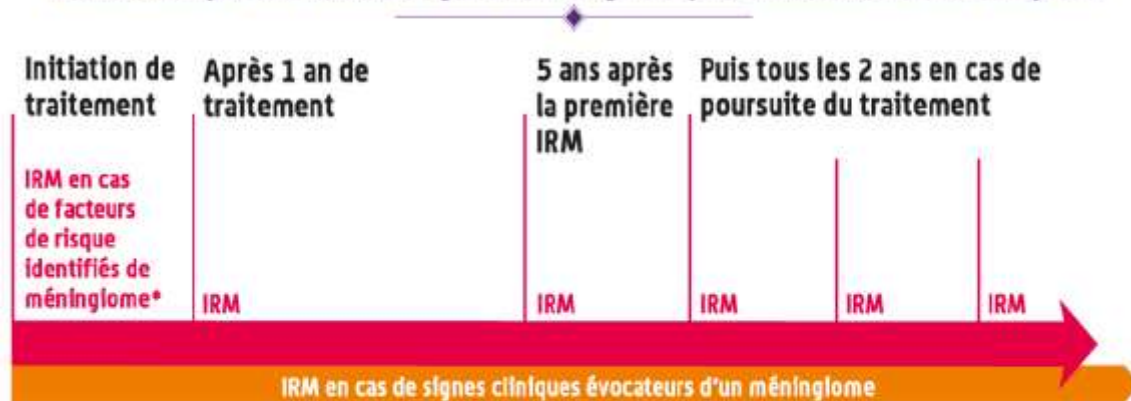 Initiation de
traitement
Après 1 an de
traitement
5 ans après
la première
IRM
Puis tous les 2 ans en cas de
poursuite du traitement
IRM en cas
de facteurs
de risque
identifiés de
méningiome*
IRM
IRM
IRM
IRM
IRM
IRM en cas de signes cliniques évocateurs d'un méningiome